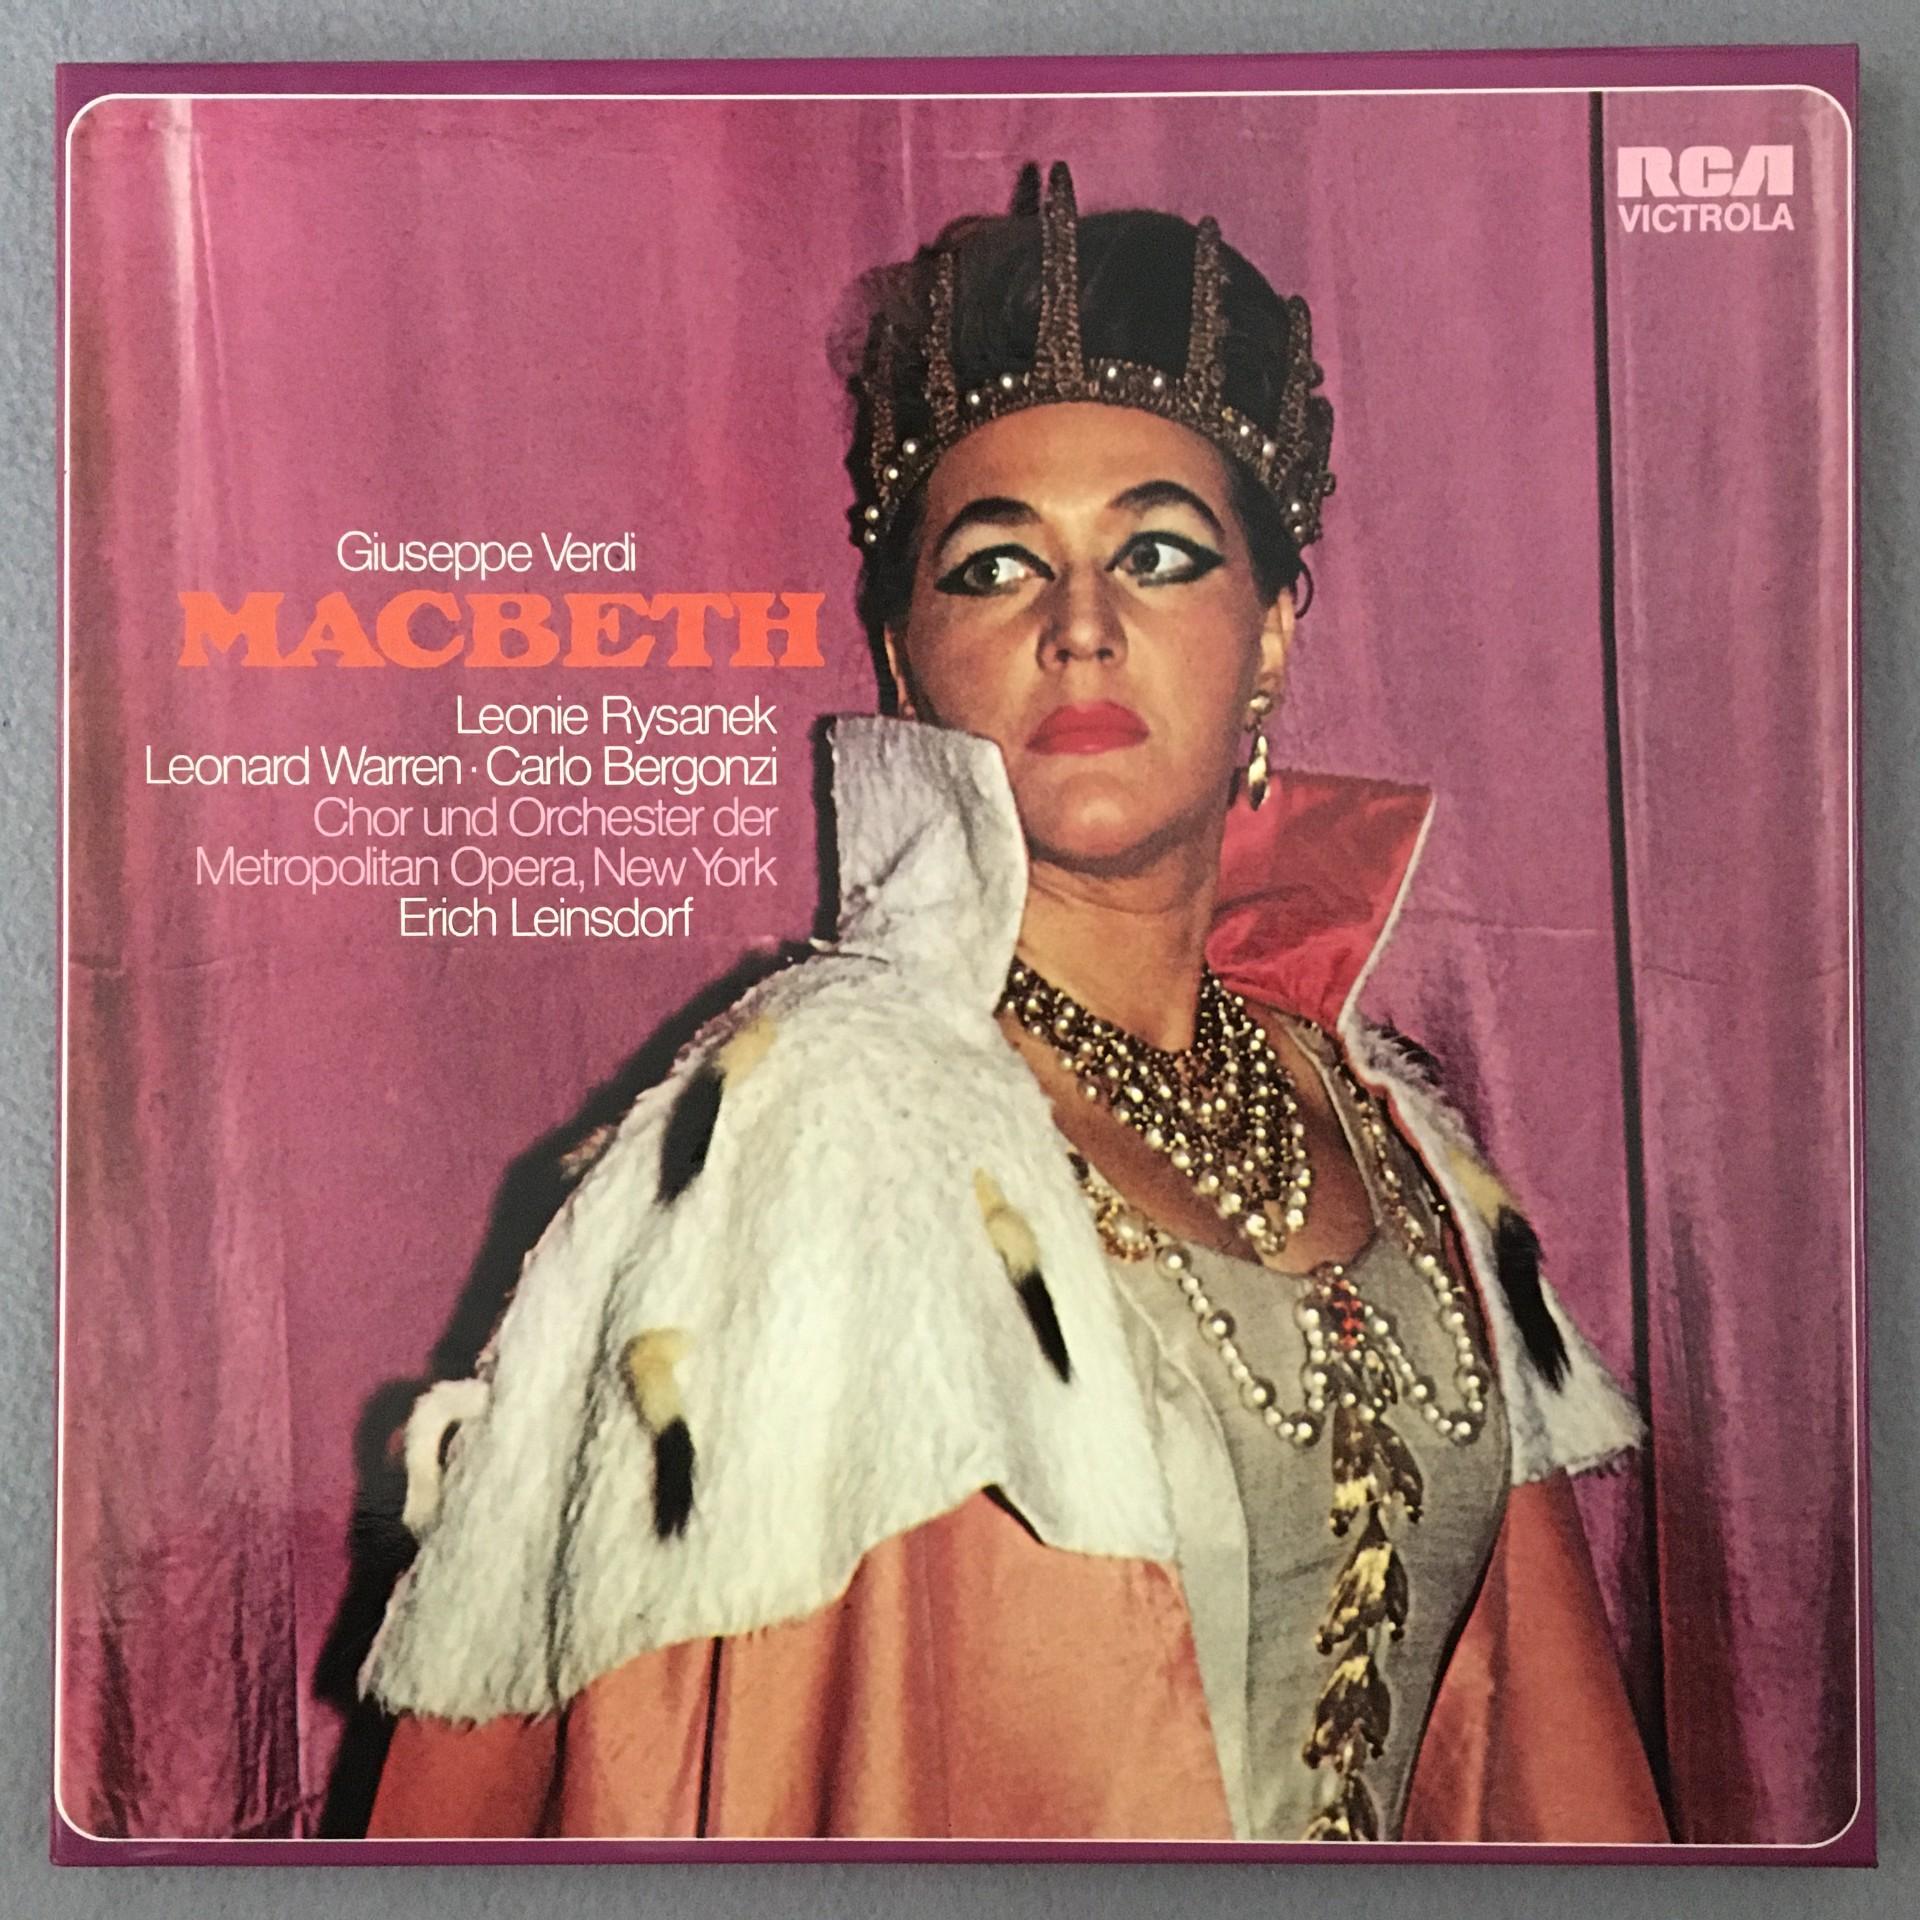 RCA
VICTROLA
Giuseppe Verdi
MACBETH
Leonie Rysanek
Leonard Warren · Carlo Bergonzi
Chor und Orchester der
Metropolitan Opera, New York
Erich Leinsdorf